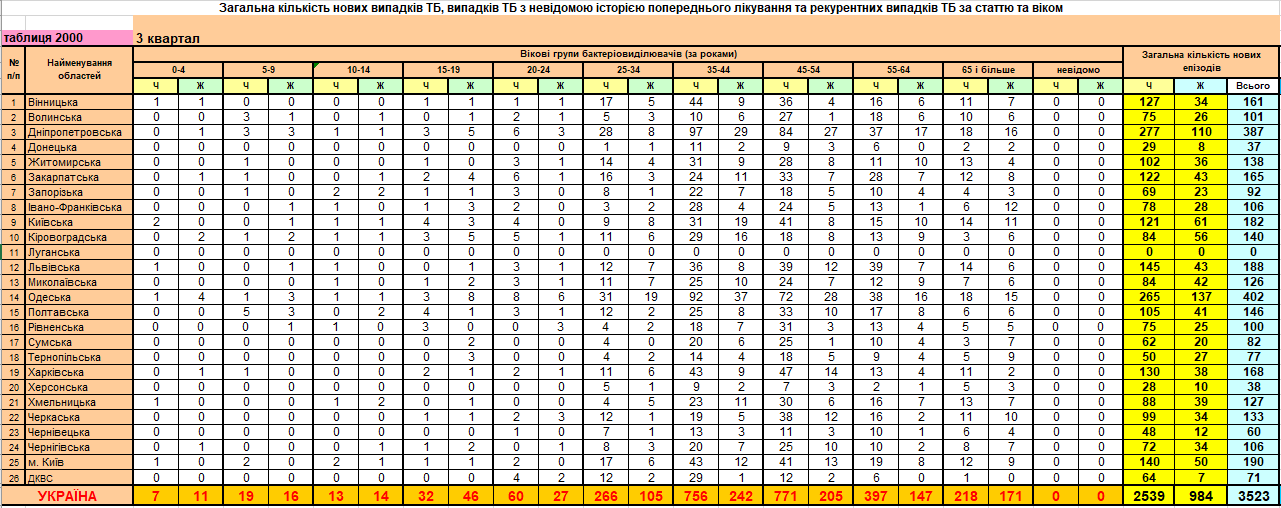 Загальна кількість нових випадків ТБ, випадків ТБ з невідомою історією попереднього лікування та рекурентних випадків ТБ за статтю та віком
таблиця 2000 3 квартал
№ п/п Найменування областей Вікові групи бактеріовиділювачів (за роками) Загальна кількість нових епізодів
0-4 5-9 10-14 15-19 20-24 25-34 35-44 45-54 55-64 65 і більше невідомо
Ч Ж Ч Ж Ч Ж Ч Ж Ч Ж Ч Ж Ч Ж Ч Ж Ч Ж Ч Ж Ч Ж Ч Ж Всього
1 Вінницька 1 1 0 0 0 0 1 1 1 1 17 5 44 9 36 4 16 6 11 7 0 0 127 34 161
2 Волинська 0 0 3 1 0 1 0 0 2 1 5 3 10 6 27 1 18 6 10 6 0 0 75 26 101
3 Дніпропетровська 0 1 3 3 1 1 3 5 6 3 28 8 97 29 84 27 37 17 18 16 0 0 277 110 387
4 Донецька 0 0 0 0 0 0 0 0 0 0 1 1 11 2 9 3 6 0 2 2 0 0 29 8 37
5 Житомирська 0 0 1 0 0 0 1 0 3 1 14 4 31 9 28 8 11 10 13 4 0 0 102 36 138
6 Закарпатська 0 1 1 0 0 1 2 4 6 1 16 3 24 11 33 7 28 7 12 8 0 0 122 43 165
7 Запорізька 0 0 1 0 2 2 1 1 3 0 8 1 22 7 18 5 10 4 4 3 0 0 69 23 92
8 Івано-Франківська 0 0 0 0 1 1 0 1 3 2 0 3 2 28 4 24 5 13 1 6 12 0 0 78 28 106
9 Київська 2 0 0 1 1 1 4 3 4 0 9 8 31 19 41 8 15 10 14 11 0 0 121 61 182
10 Кіровоградська 0 2 1 2 1 1 3 5 5 1 11 6 29 16 18 8 13 9 3 6 0 0 84 56 140
11 Луганська 0 0 0 0 0 0 0 0 0 0 0 0 0 0 0 0 0 0 0 0 0 0 0 0 0
12 Львівська 1 0 0 1 1 0 0 1 3 1 12 7 36 8 39 12 39 7 14 6 0 0 145 43 188
13 Миколаївська 0 0 0 0 1 1 2 3 1 11 7 25 10 24 7 12 9 7 6 0 0 84 42 126
14 Одеська 1 4 1 3 1 1 3 8 8 6 31 19 92 37 72 28 38 16 18 15 0 0 265 137 402
15 Полтавська 0 0 5 3 0 2 4 1 3 1 12 2 25 8 33 10 17 8 6 6 0 0 105 41 146
16 Рівненська 0 0 0 1 1 0 3 0 0 3 4 2 18 7 31 3 13 4 5 5 0 0 75 25 100
17 Сумська 0 0 0 0 0 0 0 2 0 0 4 0 20 6 25 1 10 4 3 7 0 0 62 20 82
18 Тернопільська 0 0 0 0 0 0 0 3 0 0 4 2 14 4 18 5 9 4 5 9 0 0 50 27 77
19 Харківська 0 1 1 0 0 0 2 1 2 1 11 6 43 9 47 14 13 4 11 2 0 0 130 38 168
20 Херсонська 0 0 0 0 0 0 0 0 0 0 5 1 9 2 7 3 2 1 5 3 0 0 28 10 38
21 Хмельницька 1 0 0 0 1 2 0 1 0 0 4 5 23 11 30 6 16 7 13 7 0 0 88 39 127
22 Черкаська 0 0 0 0 0 0 1 1 2 3 12 1 19 5 38 12 16 2 11 10 0 0 99 34 133
23 Чернівецька 0 0 0 0 0 0 0 0 1 0 7 1 13 3 11 3 10 1 6 4 0 0 48 12 60
24 Чернігівська 0 1 0 0 0 1 1 2 0 1 8 3 20 7 25 10 10 2 8 7 0 0 72 34 106
25 м. Київ 1 0 2 0 2 1 1 1 2 0 17 6 43 12 41 13 19 8 12 9 0 0 140 50 190
26 ДКВС 0 0 0 0 0 0 0 0 4 2 12 2 29 1 12 2 6 0 1 0 0 0 64 7 71
УКРАЇНА 7 11 19 16 13 14 32 46 60 27 266 105 756 242 771 205 397 147 218 171 0 0 2539 984 3523